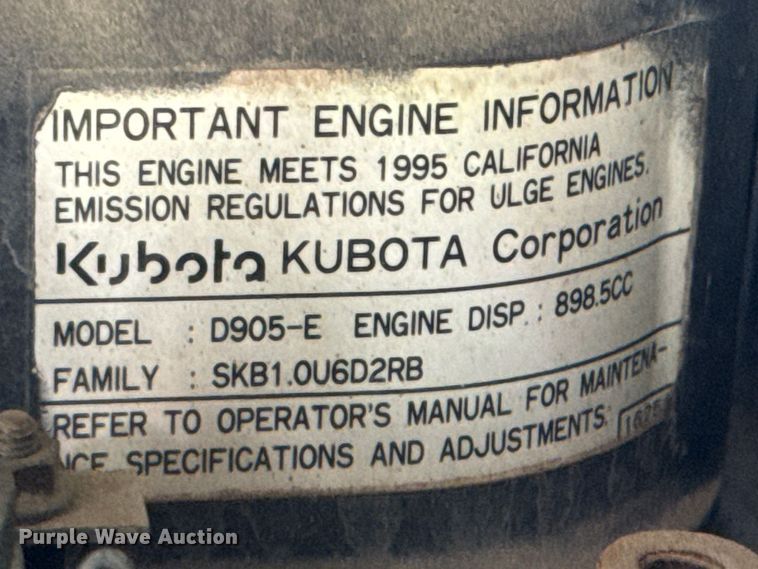 IMPORTANT ENGINE INFORMATION
THIS ENGINE MEETS 1995 CALIFORNIA
EMISSION REGULATIONS FOR ULGE ENGINES.
Kubota KUBOTA Corporation
MODEL : D905-E ENGINE DISP. : 898.5CC
FAMILY : SKB1.0U6D2RB
REFER TO OPERATOR'S MANUAL FOR MAINTENA-
NCE SPECIFICATIONS AND ADJUSTMENTS.
Purple Wave Auction